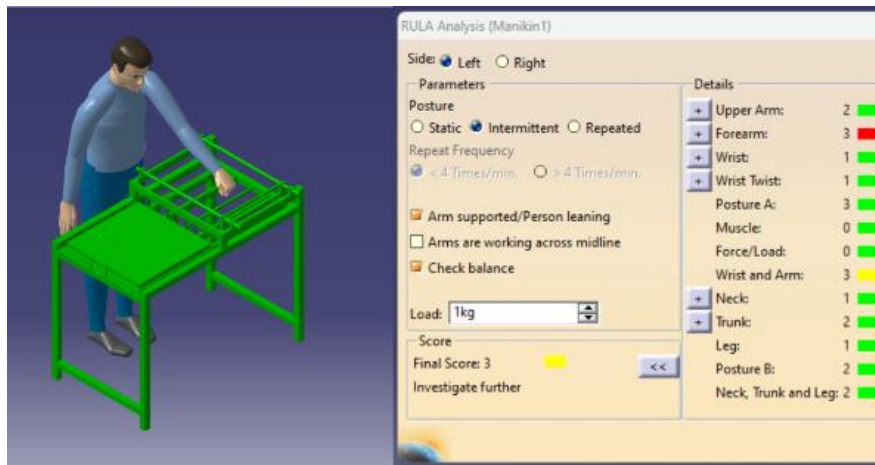 RULA Analysis (Manikin1)
Side: Left Right
Parameters
Posture
Static Intermittent Repeated
Repeat Frequency
< 4 Times/min. > 4 Times/min.
Arm supported/Person leaning
Arms are working across midline
Check balance
Load: 1kg
Score
Final Score: 3
<<
Investigate further
Details
+ Upper Arm: 2
+ Forearm: 3
+ Wrist: 1
+ Wrist Twist: 1
Posture A: 3
Muscle: 0
Force/Load: 0
Wrist and Arm: 3
+ Neck: 1
+ Trunk: 2
Leg: 1
Posture B: 2
Neck, Trunk and Leg: 2